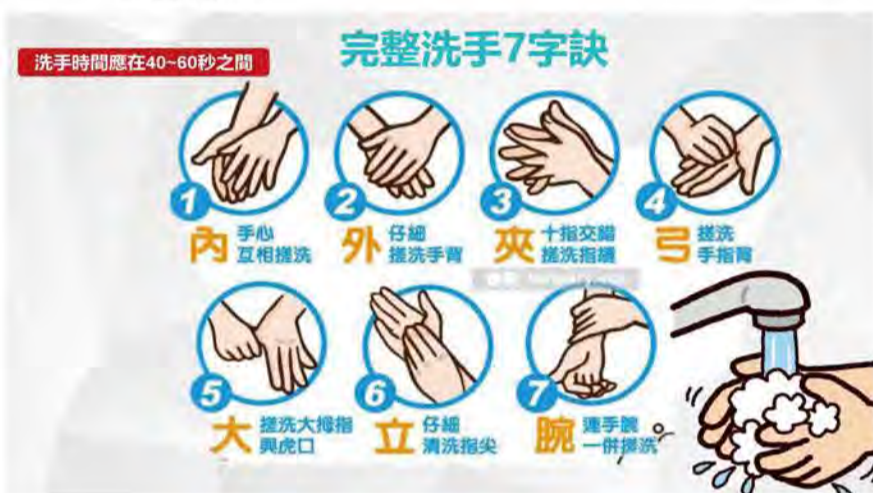 完整洗手7字訣
洗手時間應在40~60秒之間
1
內 手心
互相搓洗
2
外 仔細
搓洗手背
3
夾 十指交錯
搓洗指縫
4
弓 搓洗
手指背
5
大 搓洗大拇指
與虎口
6
立 仔細
清洗指尖
7
腕 連手腕
一併搓洗